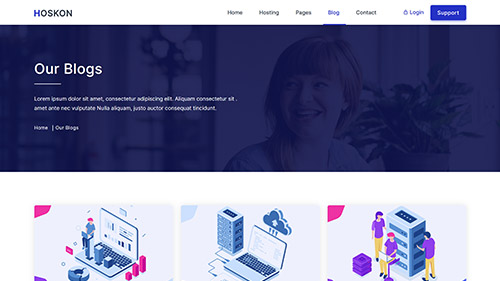 HOSKON
Home Hosting Pages Blog Contact Login Support
Our Blogs
Lorem ipsum dolor sit amet, consectetur adipiscing elit. Aliquam consectetur sit .
amet ante nec vulputate Nulla aliquam, justo auctor consequat tincidunt.
Home | Our Blogs